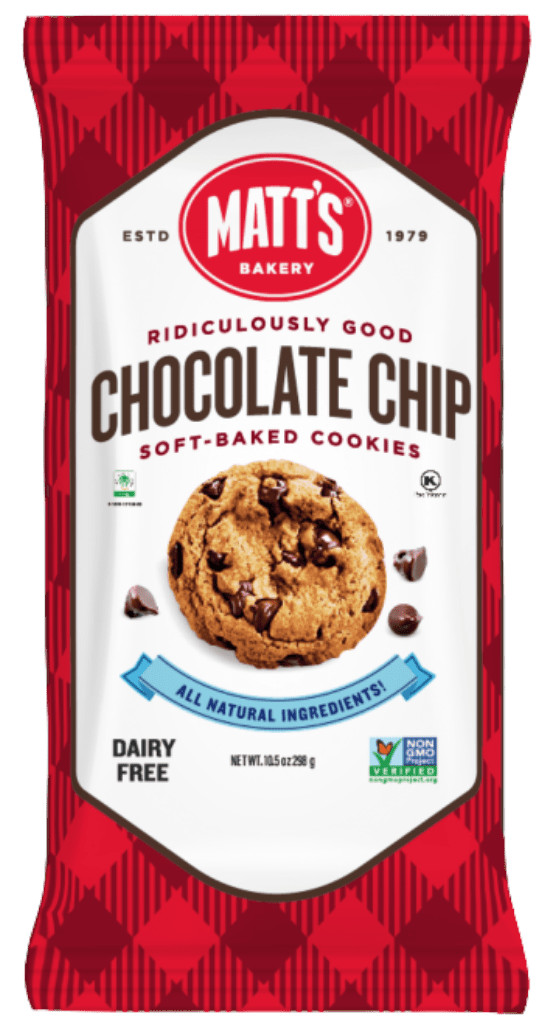 MATT'S®
BAKERY
ESTD 1979
RIDICULOUSLY GOOD
CHOCOLATE CHIP
SOFT-BAKED COOKIES
K
ALL NATURAL INGREDIENTS!
DAIRY
FREE
NET WT. 10.5 oz 298 g
NON
GMO
Project
VERIFIED
nongmoproject.org